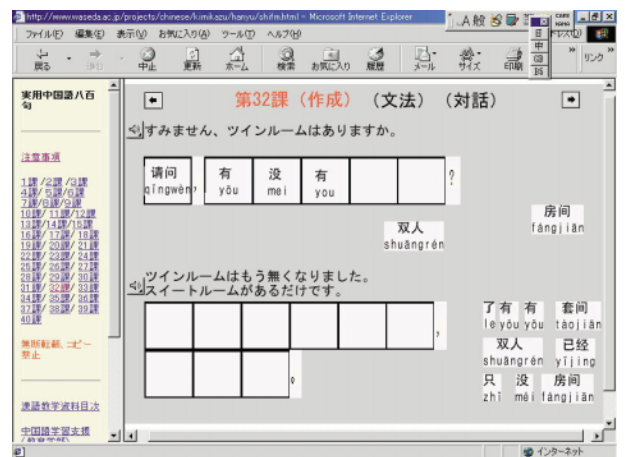 http://www.waseda.ac.jp/projects/chinese/kimikazu/hanyu/shifm.html - Microsoft Internet Explorer
A 般
CAPS
KANA
ファイル(F) 編集(E) 表示(V) お気に入り(A) ツール(T) ヘルプ(H)
日
中
GB
B5
戻る 中止 更新 ホーム 検索 お気に入り 履歴 メール サイズ 印刷
» リンク
実用中国語八百句
注意事項
1課/2課/3課
4課/5課/6課
7課/8課/9課
10課/11課/12課
13課/14課/15課
16課/17課/18課
19課/20課/21課
22課/23課/24課
25課/26課/27課
28課/29課/30課
31課/32課/33課
34課/35課/36課
37課/38課/39課
40課
無断転載、コピー禁止
漢語教学資料目次
中国語学習支援
第32課(作成) (文法) (対話)
すみません、ツインルームはありますか。
请问 , 有 没 有 ?
qǐngwèn yǒu mei you
双人
shuāngrén
房间
fángjiān
ツインルームはもう無くなりました。
スイートルームがあるだけです。
,
。
了 有 有 套间
le yǒu yǒu tàojiān
双人 已经
shuāngrén yǐjing
只 没 房间
zhǐ méi fángjiān
インターネット